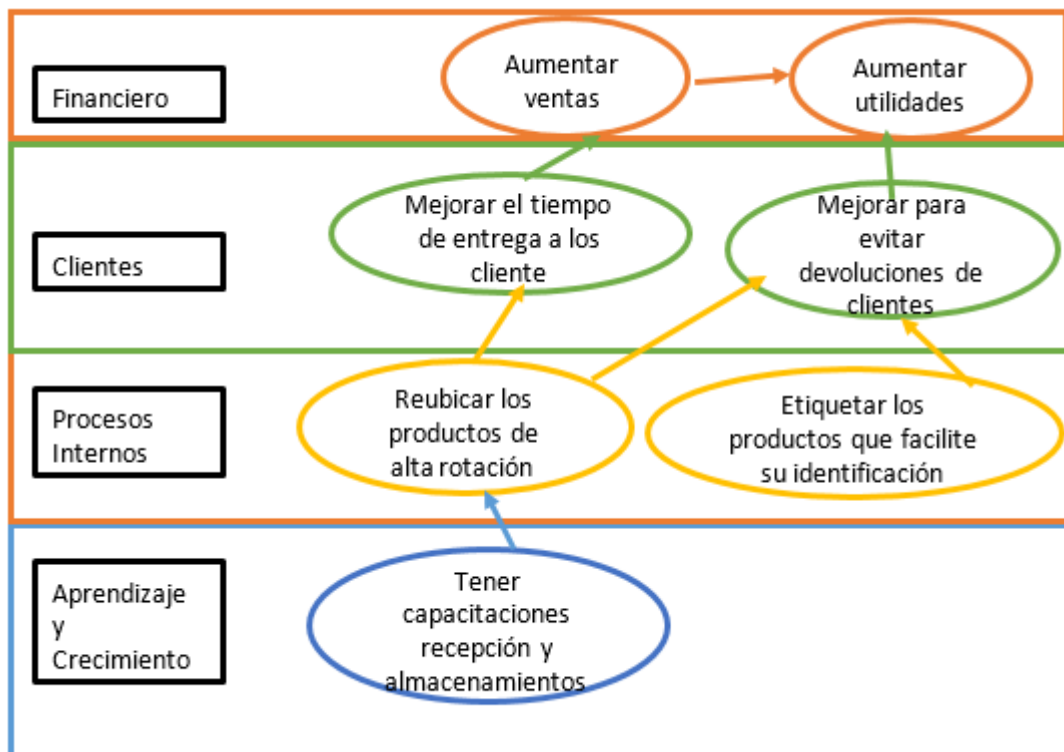 Financiero
Aumentar
ventas
Aumentar
utilidades
Clientes
Mejorar el tiempo
de entrega a los
cliente
Mejorar para
evitar
devoluciones de
clientes
Procesos
Internos
Reubicar los
productos de
alta rotación
Etiquetar los
productos que facilite
su identificación
Aprendizaje
y
Crecimiento
Tener
capacitaciones
recepción y
almacenamientos